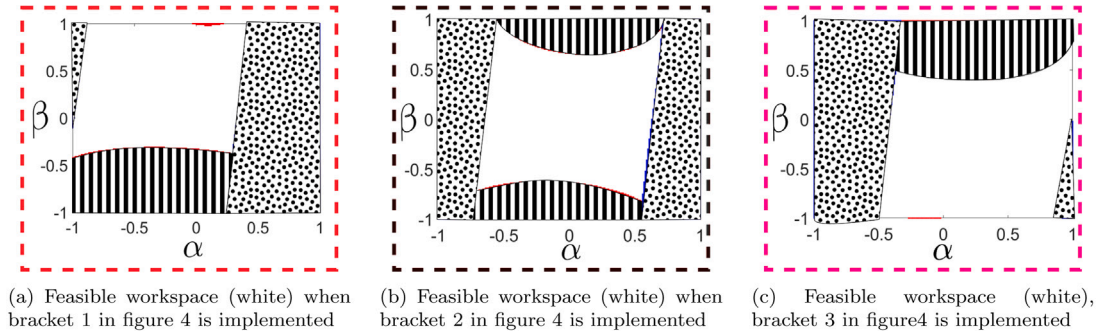 1
0.5
β 0
-0.5
-1
-1 -0.5 0 0.5 1
α
1
0.5
β 0
-0.5
-1
-1 -0.5 0 0.5 1
α
1
0.5
β 0
-0.5
-1
-1 -0.5 0 0.5 1
α
(a) Feasible workspace (white) when
bracket 1 in figure 4 is implemented
(b) Feasible workspace (white) when
bracket 2 in figure 4 is implemented
(c) Feasible workspace (white),
bracket 3 in figure4 is implemented